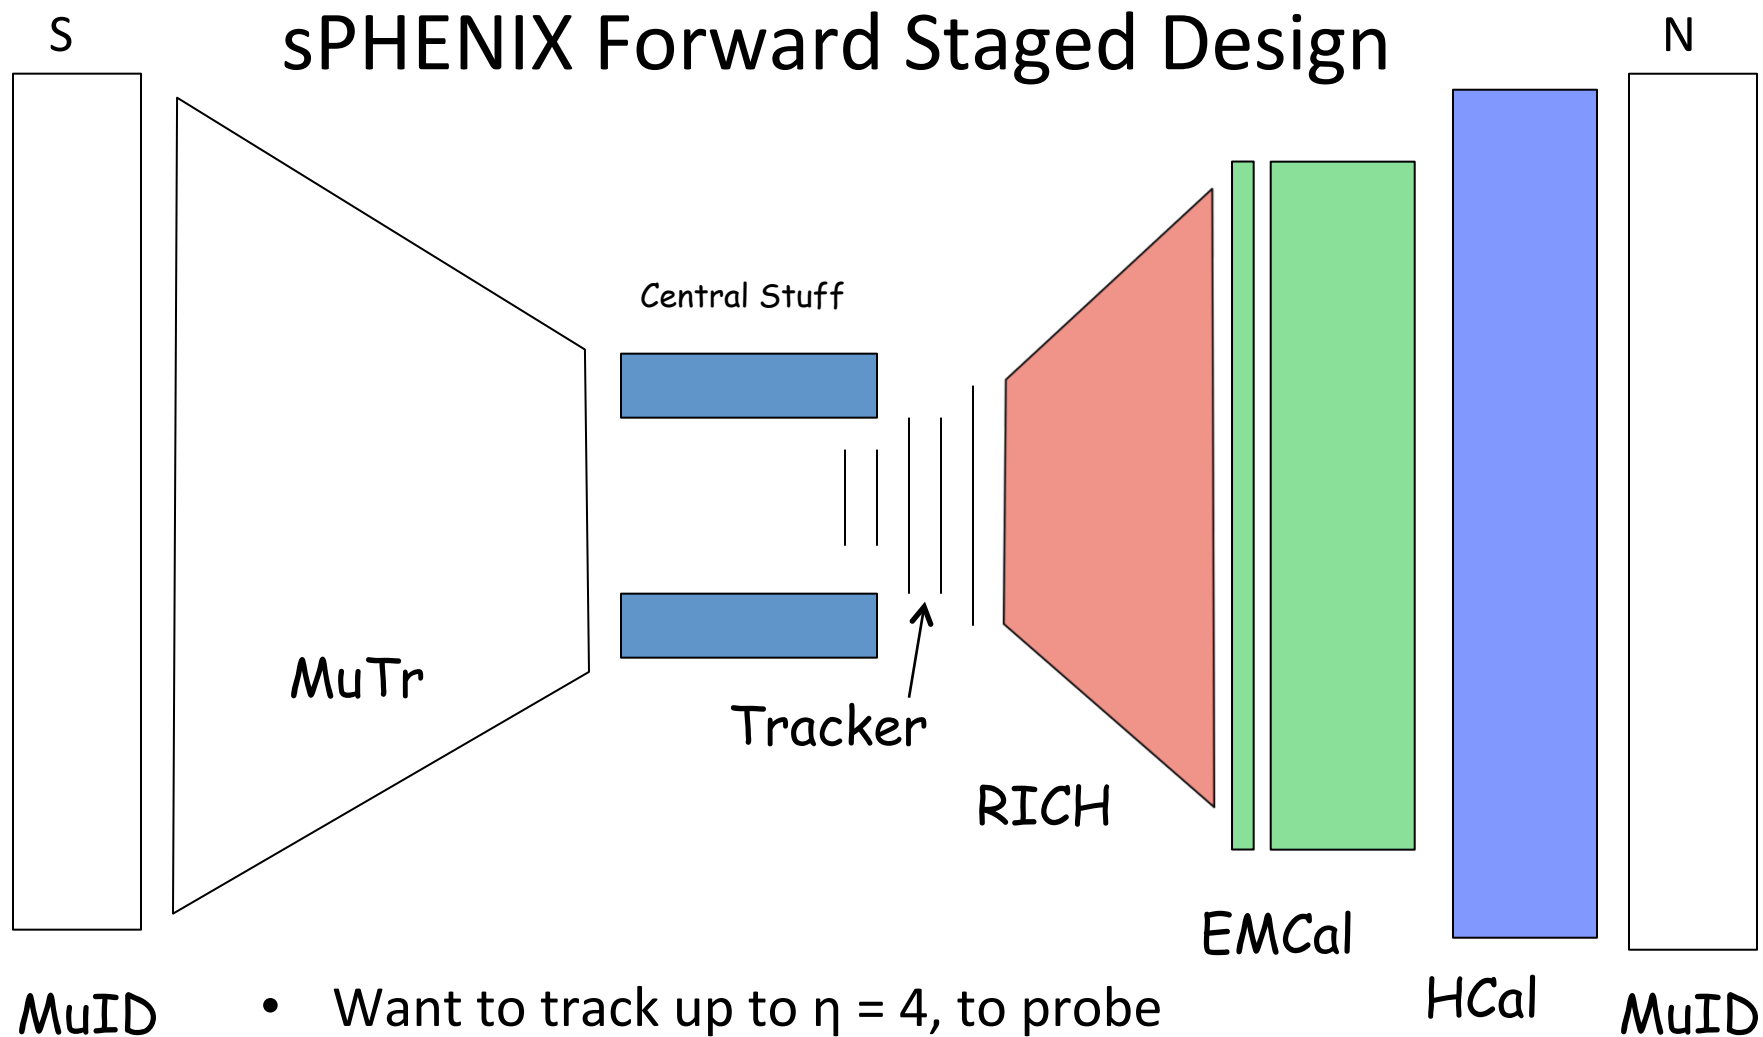 S
sPHENIX Forward Staged Design
N
Central Stuff
MuTr
Tracker
RICH
EMCal
HCal
MuID
• Want to track up to η = 4, to probe
MuID